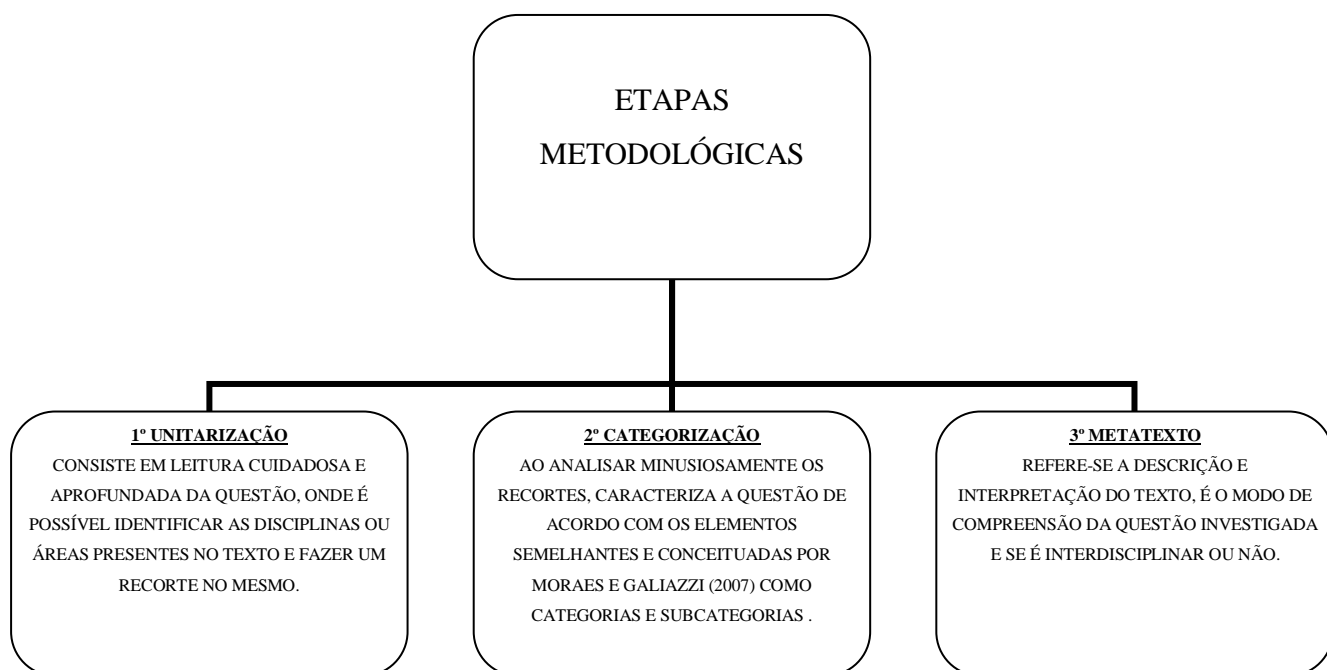 ETAPAS
METODOLÓGICAS
1º UNITARIZAÇÃO
CONSISTE EM LEITURA CUIDADOSA E
APROFUNDADA DA QUESTÃO, ONDE É
POSSÍVEL IDENTIFICAR AS DISCIPLINAS OU
ÁREAS PRESENTES NO TEXTO E FAZER UM
RECORTE NO MESMO.
2º CATEGORIZAÇÃO
AO ANALISAR MINUSIOSAMENTE OS
RECORTES, CARACTERIZA A QUESTÃO DE
ACORDO COM OS ELEMENTOS
SEMELHANTES E CONCEITUADAS POR
MORAES E GALIAZZI (2007) COMO
CATEGORIAS E SUBCATEGORIAS .
3º METATEXTO
REFERE-SE A DESCRIÇÃO E
INTERPRETAÇÃO DO TEXTO, É O MODO DE
COMPREENSÃO DA QUESTÃO INVESTIGADA
E SE É INTERDISCIPLINAR OU NÃO.